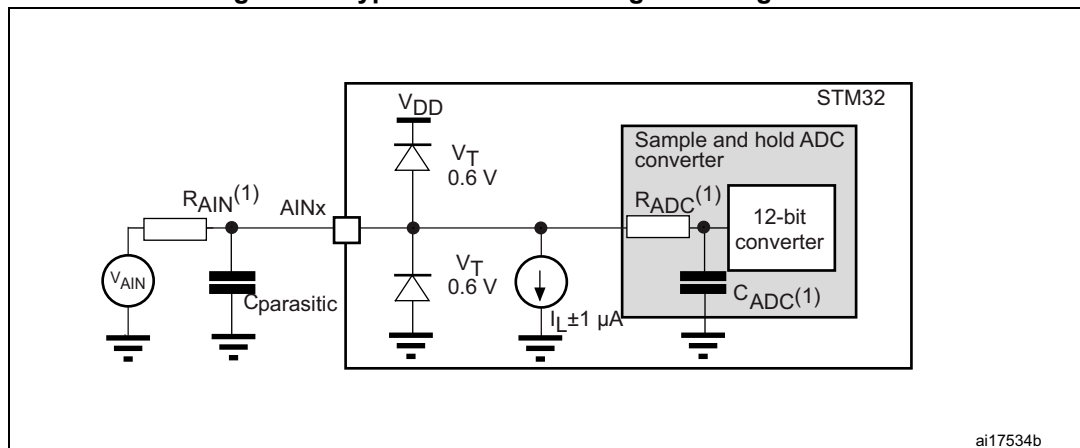 STM32
VDD
VT
0.6 V
Sample and hold ADC
converter
RAIN(1)
AINx
RADC(1)
12-bit
converter
VAIN
Cparasitic
VT
0.6 V
IL±1 µA
CADC(1)
ai17534b